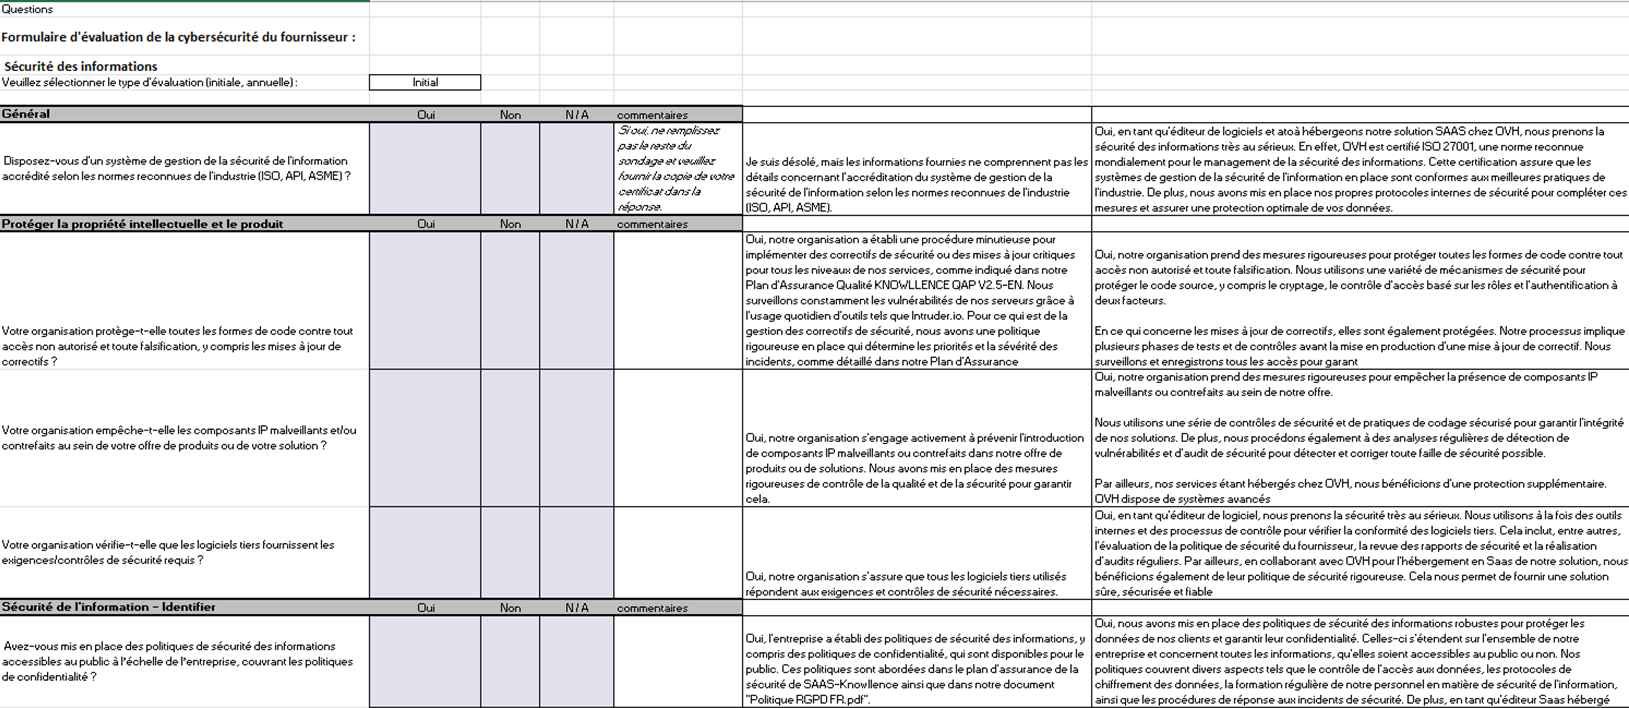 Questions
Formulaire d'évaluation de la cybersécurité du fournisseur :
Sécurité des informations
Veuillez sélectionner le type d'évaluation (initiale, annuelle) :
Initial
Général
Oui
Non
N/A
commentaires
Disposez-vous d'un système de gestion de la sécurité de l'information
accrédité selon les normes reconnues de l'industrie (ISO, API, ASME) ?
Si oui, ne remplissez
pas le reste du
sondage et veuillez
fournir la copie de votre
certificat dans la
réponse.
Je suis désolé, mais les informations fournies ne comprennent pas les
détails concernant l'accréditation du système de gestion de la
sécurité de l'information selon les normes reconnues de l'industrie
(ISO, API, ASME).
Oui, en tant qu'éditeur de logiciels et atoà hébergeons notre solution SAAS chez OVH, nous prenons la
sécurité des informations très au sérieux. En effet, OVH est certifié ISO 27001, une norme reconnue
mondialement pour le management de la sécurité des informations. Cette certification assure que les
systèmes de gestion de la sécurité de l'information en place sont conformes aux meilleures pratiques de
l'industrie. De plus, nous avons mis en place nos propres protocoles internes de sécurité pour compléter ces
mesures et assurer une protection optimale de vos données.
Protéger la propriété intellectuelle et le produit
Oui
Non
N/A
commentaires
Votre organisation protège-t-elle toutes les formes de code contre tout
accès non autorisé et toute falsification, y compris les mises à jour de
correctifs ?
Oui, notre organisation a établi une procédure minutieuse pour
implémenter des correctifs de sécurité ou des mises à jour critiques
pour tous les niveaux de nos services, comme indiqué dans notre
Plan d'Assurance Qualité KNOWLLENCE QAP V2.5-EN. Nous
surveillons constamment les vulnérabilités de nos serveurs grâce à
l'usage quotidien d'outils tels que Intruder.io. Pour ce qui est de la
gestion des correctifs de sécurité, nous avons une politique
rigoureuse en place qui détermine les priorités et la sévérité des
incidents, comme détaillé dans notre Plan d'Assurance
Oui, notre organisation prend des mesures rigoureuses pour protéger toutes les formes de code contre tout
accès non autorisé et toute falsification. Nous utilisons une variété de mécanismes de sécurité pour
protéger le code source, y compris le cryptage, le contrôle d'accès basé sur les rôles et l'authentification à
deux facteurs.
En ce qui concerne les mises à jour de correctifs, elles sont également protégées. Notre processus implique
plusieurs phases de tests et de contrôles avant la mise en production d'une mise à jour de correctif. Nous
surveillons et enregistrons tous les accès pour garant
Votre organisation empêche-t-elle les composants IP malveillants et/ou
contrefaits au sein de votre offre de produits ou de votre solution ?
Oui, notre organisation s'engage activement à prévenir l'introduction
de composants IP malveillants ou contrefaits dans notre offre de
produits ou de solutions. Nous avons mis en place des mesures
rigoureuses de contrôle de la qualité et de la sécurité pour garantir
cela.
Oui, notre organisation prend des mesures rigoureuses pour empêcher la présence de composants IP
malveillants ou contrefaits au sein de notre offre.
Nous utilisons une série de contrôles de sécurité et de pratiques de codage sécurisé pour garantir l'intégrité
de nos solutions. De plus, nous procédons également à des analyses régulières de détection de
vulnérabilités et d'audit de sécurité pour détecter et corriger toute faille de sécurité possible.
Par ailleurs, nos services étant hébergés chez OVH, nous bénéficions d'une protection supplémentaire.
OVH dispose de systèmes avancés
Votre organisation vérifie-t-elle que les logiciels tiers fournissent les
exigences/contrôles de sécurité requis ?
Oui, notre organisation s'assure que tous les logiciels tiers utilisés
répondent aux exigences et contrôles de sécurité nécessaires.
Oui, en tant qu'éditeur de logiciel, nous prenons la sécurité très au sérieux. Nous utilisons à la fois des outils
internes et des processus de contrôle pour vérifier la conformité des logiciels tiers. Cela inclut, entre autres,
l'évaluation de la politique de sécurité du fournisseur, la revue des rapports de sécurité et la réalisation
d'audits réguliers. Par ailleurs, en collaborant avec OVH pour l'hébergement en Saas de notre solution, nous
bénéficions également de leur politique de sécurité rigoureuse. Cela nous permet de fournir une solution
sûre, sécurisée et fiable
Sécurité de l'information – Identifier
Oui
Non
N/A
commentaires
Avez-vous mis en place des politiques de sécurité des informations
accessibles au public à l'échelle de l'entreprise, couvrant les politiques
de confidentialité ?
Oui, l'entreprise a établi des politiques de sécurité des informations, y
compris des politiques de confidentialité, qui sont disponibles pour le
public. Ces politiques sont abordées dans le plan d'assurance de la
sécurité de SAAS-Knowllence ainsi que dans notre document
"Politique RGPD FR.pdf".
Oui, nous avons mis en place des politiques de sécurité des informations robustes pour protéger les
données de nos clients et garantir leur confidentialité. Celles-ci s'étendent sur l'ensemble de notre
entreprise et concernent toutes les informations, qu'elles soient accessibles au public ou non. Nos
politiques couvrent divers aspects tels que le contrôle de l'accès aux données, les protocoles de
chiffrement des données, la formation régulière de notre personnel en matière de sécurité de l'information,
ainsi que les procédures de réponse aux incidents de sécurité. De plus, en tant qu'éditeur Saas hébergé